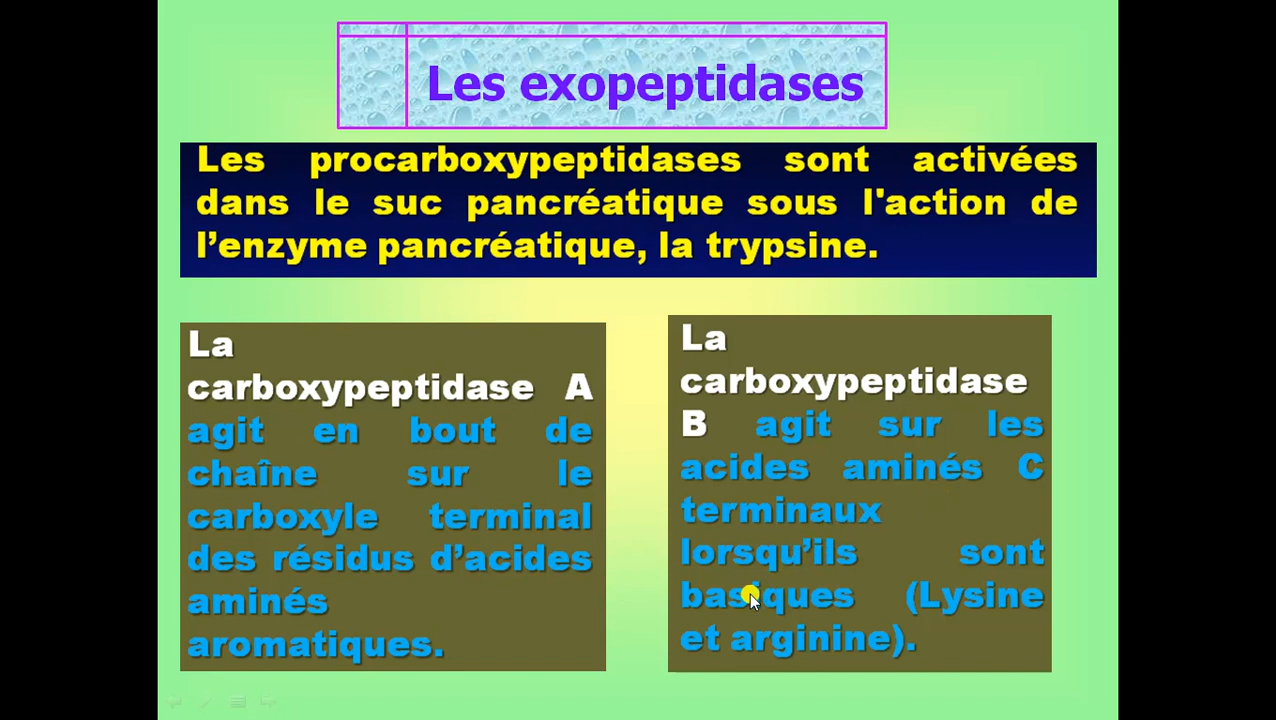 Les exopeptidases
Les procarboxypeptidases sont activées
dans le suc pancréatique sous l'action de
l’enzyme pancréatique, la trypsine.
La
carboxypeptidase A
agit en bout de
chaîne sur le
carboxyle terminal
des résidus d’acides
aminés
aromatiques.
La
carboxypeptidase
B agit sur les
acides aminés C
terminaux
lorsqu’ils sont
basiques (Lysine
et arginine).